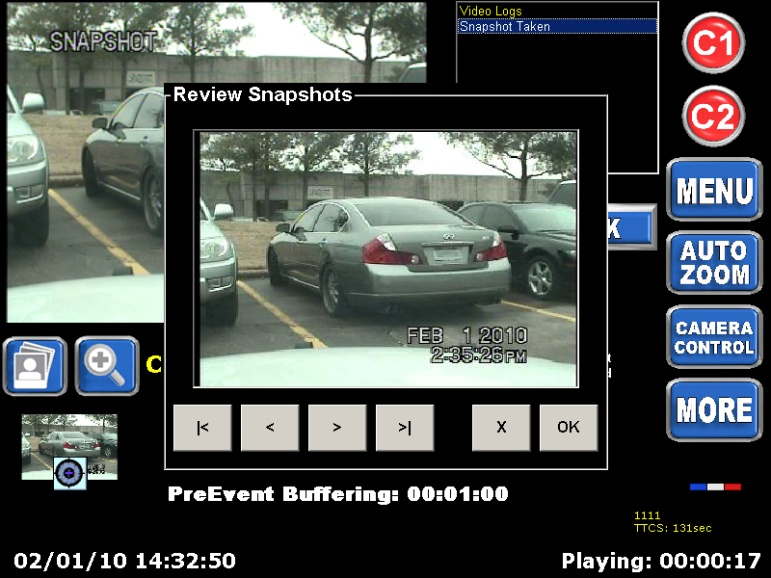 SNAPSHOT
Video Logs
Snapshot Taken
C1
C2
Review Snapshots
FEB 1 2010
2:35:26PM
MENU
K
AUTO
ZOOM
CAMERA
CONTROL
MORE
C
|<
<
>
>|
X
OK
PreEvent Buffering: 00:01:00
1111
TTCS: 131sec
02/01/10 14:32:50
Playing: 00:00:17